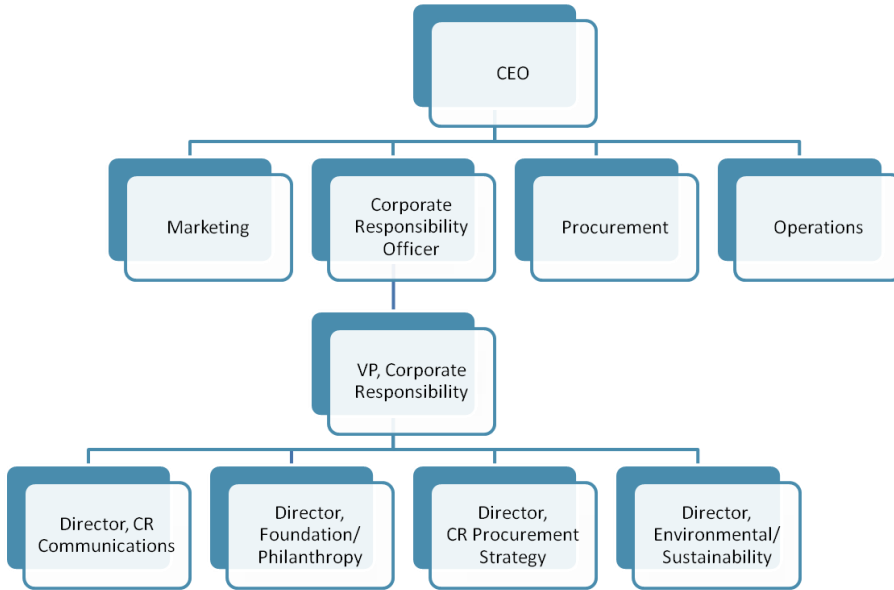 CEO
Marketing
Corporate
Responsibility
Officer
Procurement
Operations
VP, Corporate
Responsibility
Director, CR
Communications
Director,
Foundation/
Philanthropy
Director,
CR Procurement
Strategy
Director,
Environmental/
Sustainability